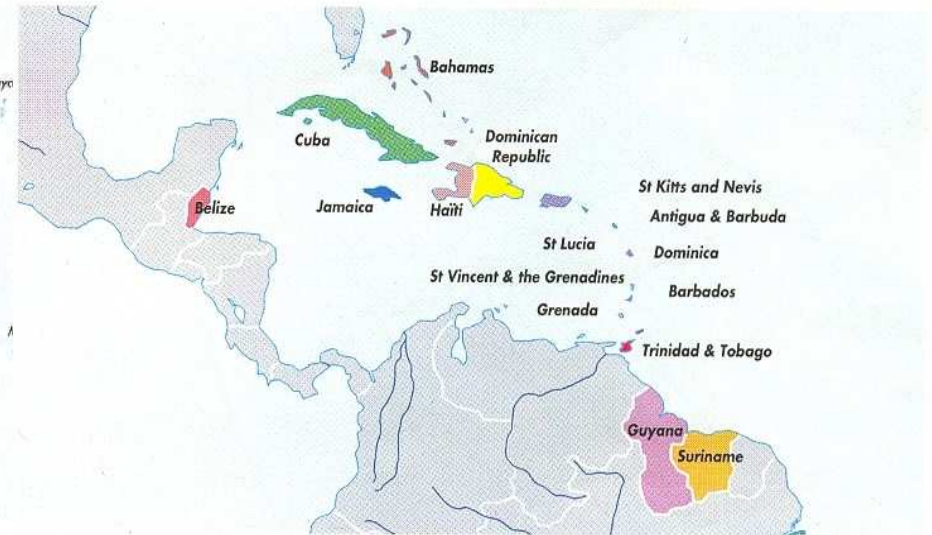 Bahamas
Cuba
Dominican
Republic
St Kitts and Nevis
Belize
Jamaica
Haïti
Antigua & Barbuda
St Lucia
Dominica
St Vincent & the Grenadines
Barbados
Grenada
Trinidad & Tobago
Guyana
Suriname